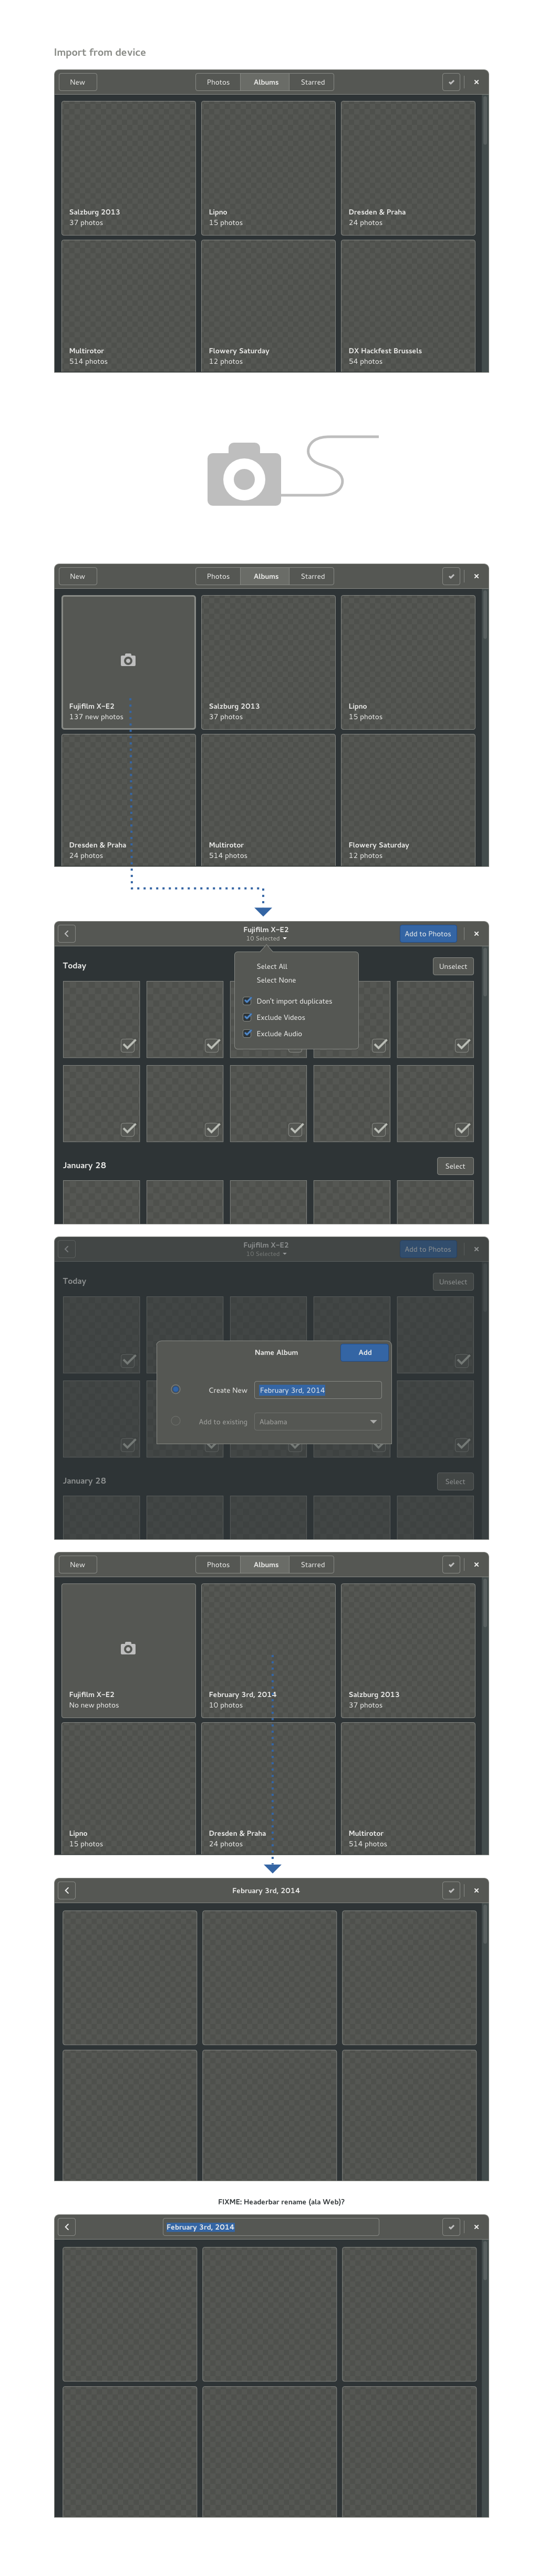 Import from device
New
Photos
Albums
Starred
Salzburg 2013
37 photos
Lipno
15 photos
Dresden & Praha
24 photos
Multirotor
514 photos
Flowery Saturday
12 photos
DX Hackfest Brussels
54 photos
New
Photos
Albums
Starred
Fujifilm X-E2
137 new photos
Salzburg 2013
37 photos
Lipno
15 photos
Dresden & Praha
24 photos
Multirotor
514 photos
Flowery Saturday
12 photos
Fujifilm X-E2
10 Selected
Add to Photos
Today
Unselect
Select All
Select None
Don't import duplicates
Exclude Videos
Exclude Audio
January 28
Select
Fujifilm X-E2
10 Selected
Add to Photos
Today
Unselect
Name Album
Add
Create New
February 3rd, 2014
Add to existing
Alabama
January 28
Select
New
Photos
Albums
Starred
Fujifilm X-E2
No new photos
February 3rd, 2014
10 photos
Salzburg 2013
37 photos
Lipno
15 photos
Dresden & Praha
24 photos
Multirotor
514 photos
February 3rd, 2014
FIXME: Headerbar rename (ala Web)?
February 3rd, 2014